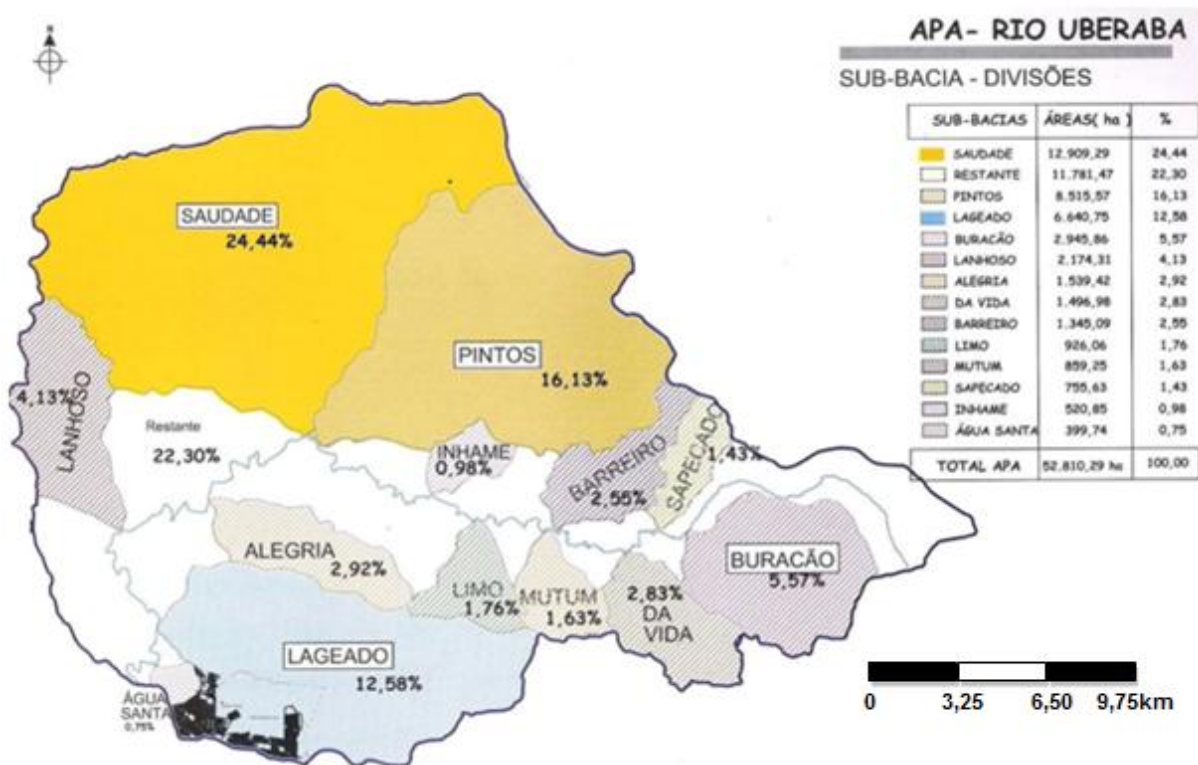 N
APA- RIO UBERABA
SUB-BACIA - DIVISÕES
SUB-BACIAS ÁREAS( ha ) %
SAUDADE 12.909,29 24,44
RESTANTE 11.781,47 22,30
PINTOS 8.515,57 16,13
LAGEADO 6.640,75 12,58
BURACÃO 2.945,86 5,57
LANHOSO 2.174,31 4,13
ALEGRIA 1.539,42 2,92
DA VIDA 1.496,98 2,83
BARREIRO 1.345,09 2,55
LIMO 926,06 1,76
MUTUM 859,25 1,63
SAPECADO 755,63 1,43
INHAME 520,85 0,98
ÁGUA SANTA 399,74 0,75
TOTAL APA 52.810,29 ha 100,00
SAUDADE
24,44%
PINTOS
16,13%
4,13%
LANHOSO
Restante
22,30%
INHAME
0,98%
BARREIRO
2,55%
SAPECADO
1,43%
ALEGRIA
2,92%
LIMO
1,76%
MUTUM
1,63%
2,83%
DA
VIDA
BURACÃO
5,57%
LAGEADO
12,58%
ÁGUA
SANTA
0,75%
0 3,25 6,50 9,75km